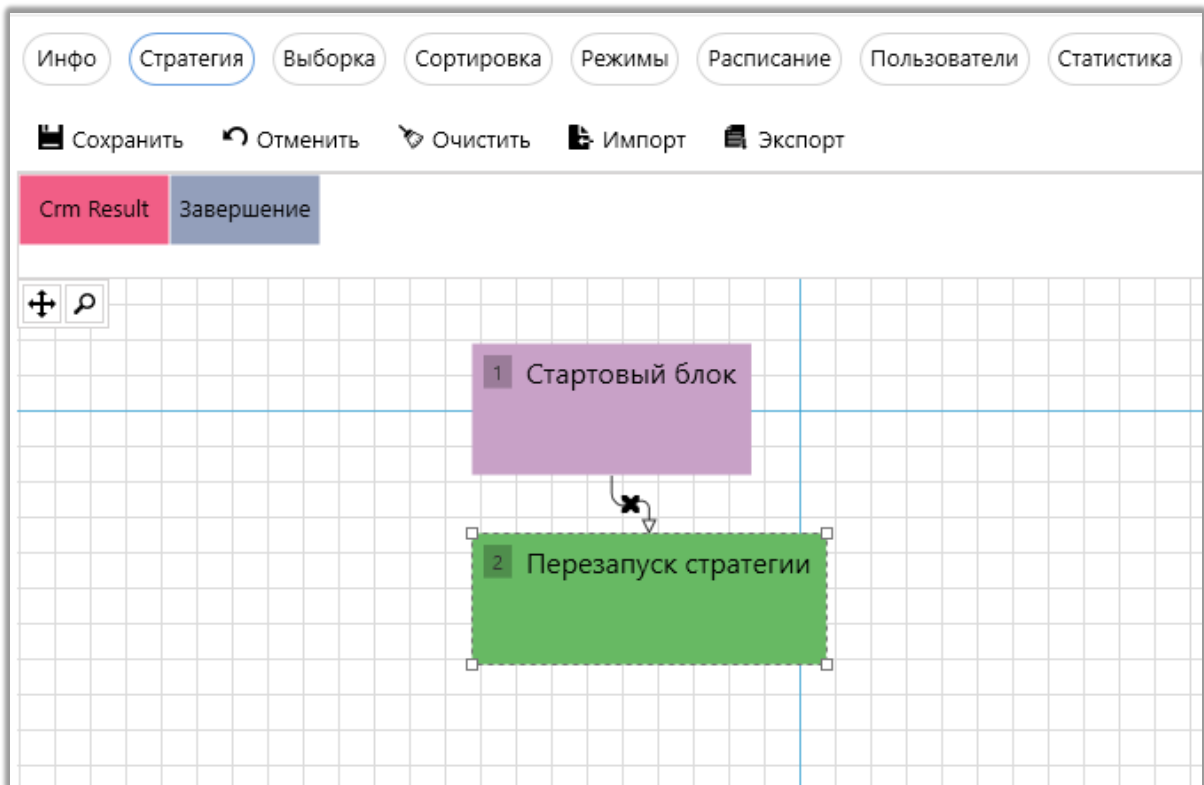 Инфо Стратегия Выборка Сортировка Режимы Расписание Пользователи Статистика
Сохранить Отменить Очистить Импорт Экспорт
Crm Result Завершение
1 Стартовый блок
2 Перезапуск стратегии